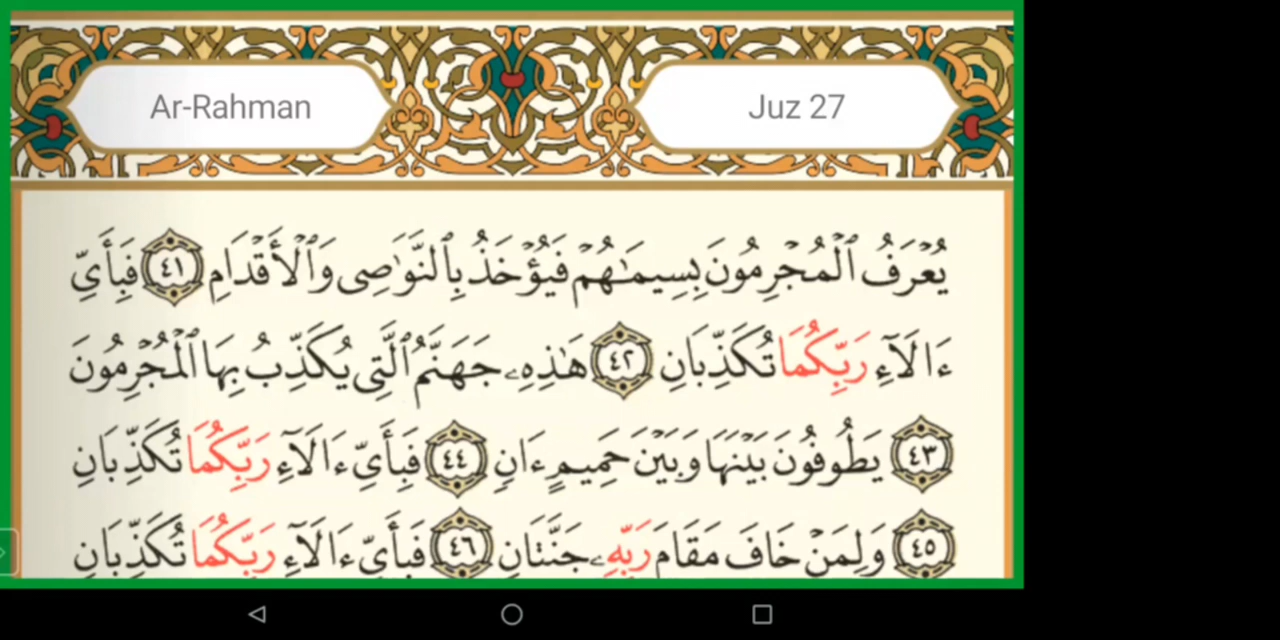 Ar-Rahman
Juz 27
يُعْرَفُ ٱلْمُجْرِمُونَ بِسِيمَـٰهُمْ فَيُؤْخَذُ بِٱلنَّوَٰصِى وَٱلْأَقْدَامِ ٤١ فَبِأَىِّ
ءَالَآءِ رَبِّكُمَا تُكَذِّبَانِ ٤٢ هَـٰذِهِۦ جَهَنَّمُ ٱلَّتِى يُكَذِّبُ بِهَا ٱلْمُجْرِمُونَ
٤٣ يَطُوفُونَ بَيْنَهَا وَبَيْنَ حَمِيمٍ ءَانٍ ٤٤ فَبِأَىِّ ءَالَآءِ رَبِّكُمَا تُكَذِّبَانِ
٤٥ وَلِمَنْ خَافَ مَقَامَ رَبِّهِۦ جَنَّتَانِ ٤٦ فَبِأَىِّ ءَالَآءِ رَبِّكُمَا تُكَذِّبَانِ